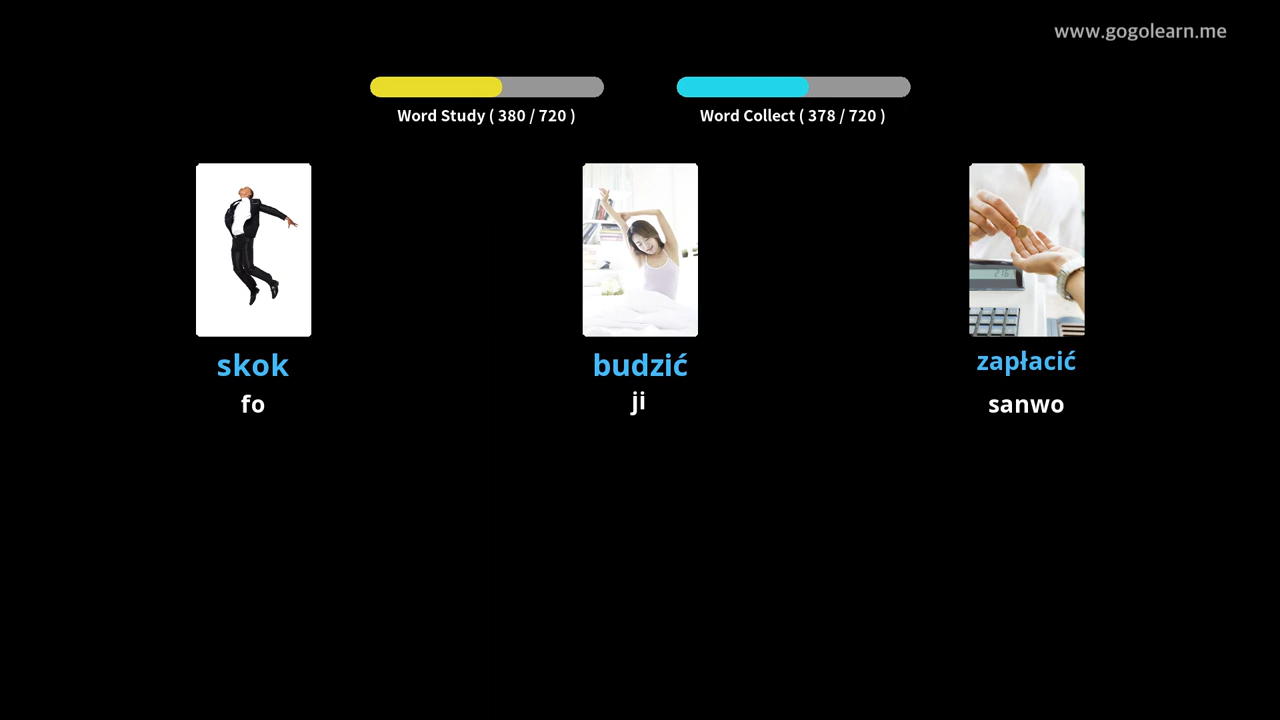 www.gogolearn.me
Word Study ( 380 / 720 )
Word Collect ( 378 / 720 )
skok
budzić
zapłacić
fo
ji
sanwo